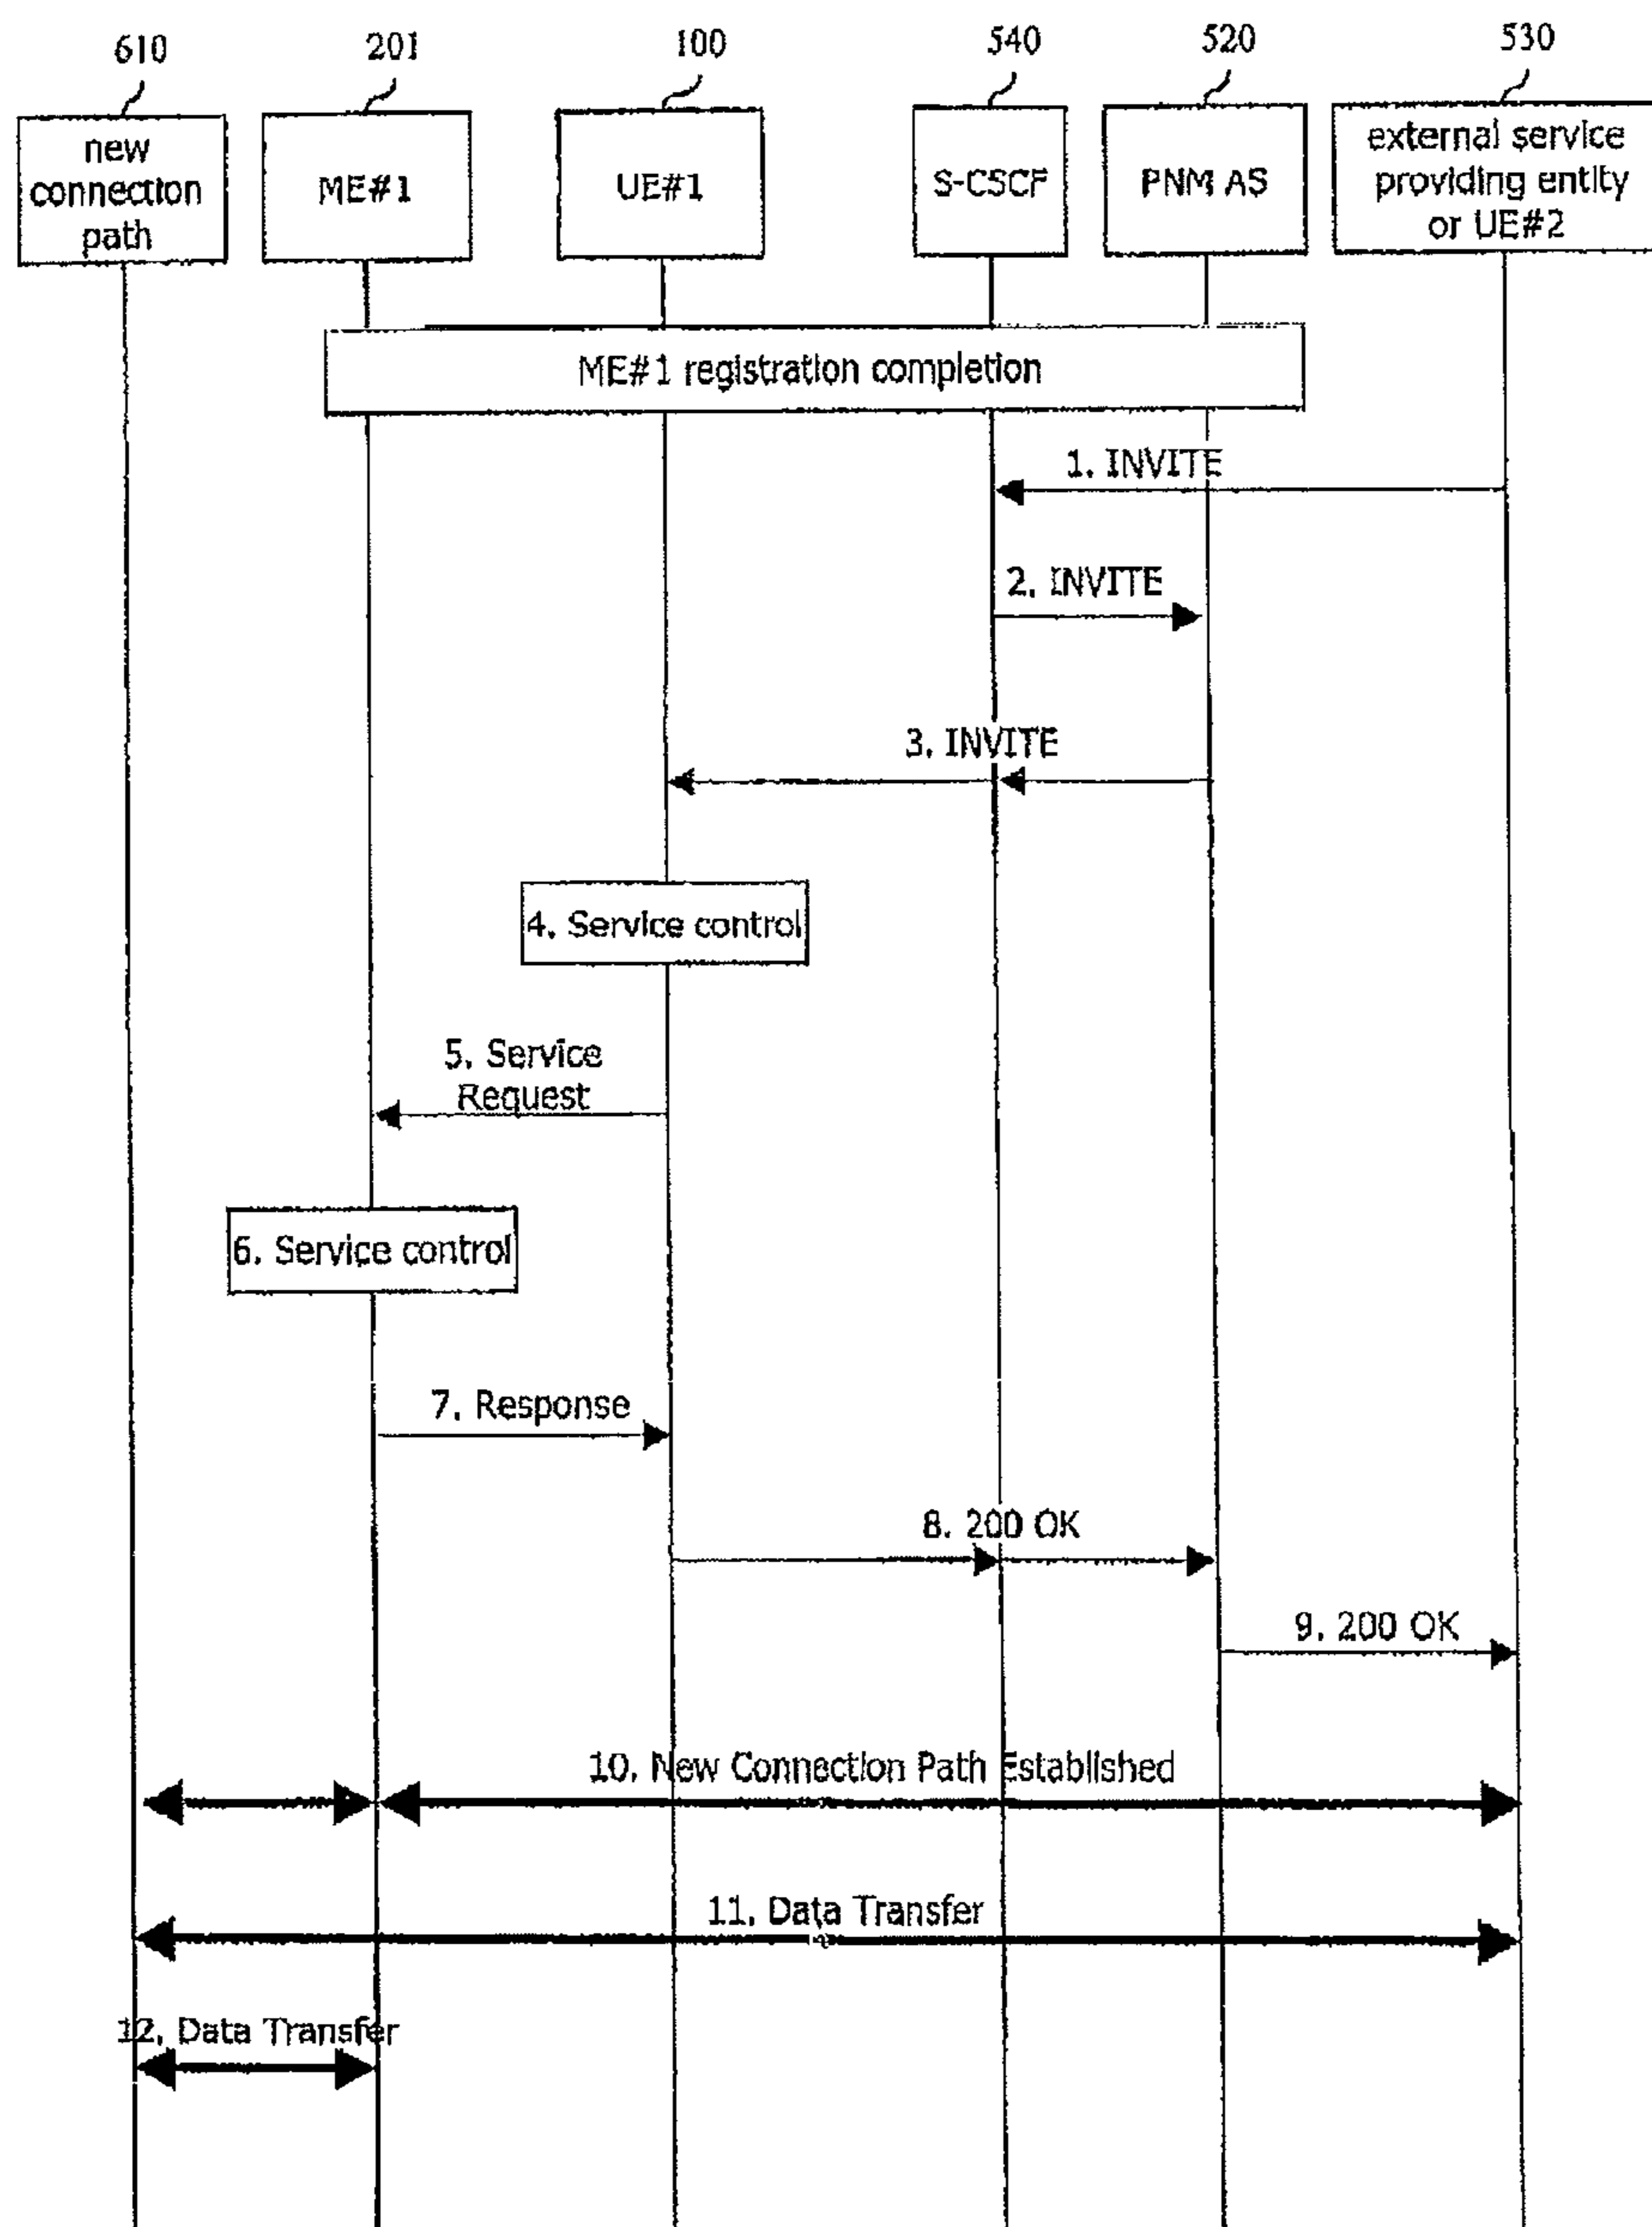 610
201
100
540
520
530
new
connection
path
ME#1
UE#1
S-CSCF
PNM AS
external service
providing entity
or UE#2
ME#1 registration completion
1. INVITE
2. INVITE
3. INVITE
4. Service control
5. Service
Request
6. Service control
7. Response
8. 200 OK
9. 200 OK
10. New Connection Path Established
11. Data Transfer
12. Data Transfer